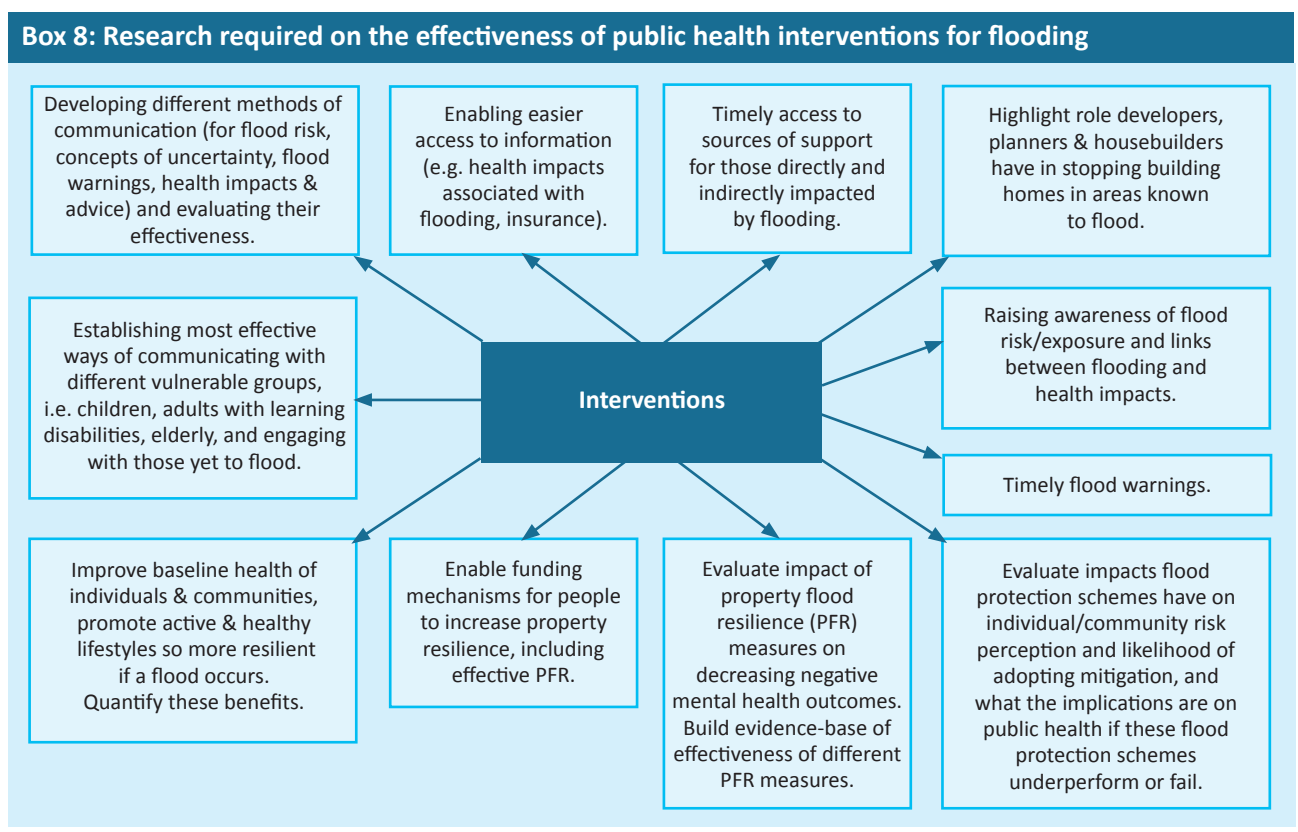 Box 8: Research required on the effectiveness of public health interventions for flooding
Developing different methods of
communication (for flood risk,
concepts of uncertainty, flood
warnings, health impacts &
advice) and evaluating their
effectiveness.
Enabling easier
access to information
(e.g. health impacts
associated with
flooding, insurance).
Timely access to
sources of support
for those directly and
indirectly impacted
by flooding.
Highlight role developers,
planners & housebuilders
have in stopping building
homes in areas known
to flood.
Establishing most effective
ways of communicating with
different vulnerable groups,
i.e. children, adults with learning
disabilities, elderly, and engaging
with those yet to flood.
Interventions
Raising awareness of flood
risk/exposure and links
between flooding and
health impacts.
Timely flood warnings.
Improve baseline health of
individuals & communities,
promote active & healthy
lifestyles so more resilient
if a flood occurs.
Quantify these benefits.
Enable funding
mechanisms for people
to increase property
resilience, including
effective PFR.
Evaluate impact of
property flood
resilience (PFR)
measures on
decreasing negative
mental health outcomes.
Build evidence-base of
effectiveness of different
PFR measures.
Evaluate impacts flood
protection schemes have on
individual/community risk
perception and likelihood of
adopting mitigation, and
what the implications are on
public health if these flood
protection schemes
underperform or fail.